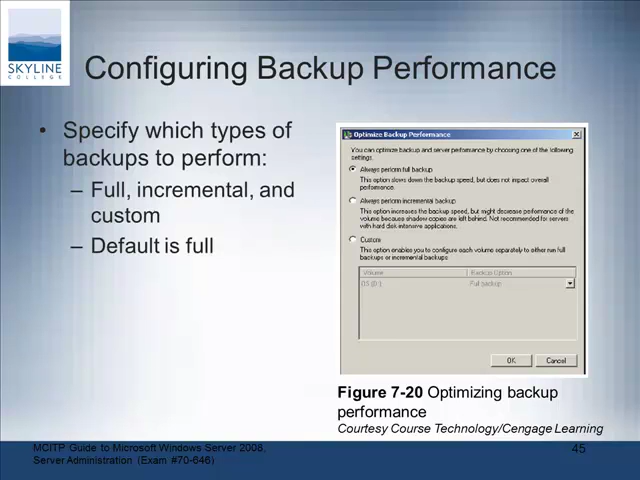 SKYLINE
COLLEGE
Configuring Backup Performance
• Specify which types of
backups to perform:
– Full, incremental, and
custom
– Default is full
Optimize Backup Performance
You can optimize backup and server performance by choosing one of the following
settings.
Always perform full backup
This option slows down the backup speed, but does not impact overall
performance.
Always perform incremental backup
This option increases the backup speed, but might decrease performance of the
volume because shadow copies are left behind. Not recommended for servers
with hard disk intensive applications.
Custom
This option enables you to configure each volume separately to either run full
backups or incremental backups
Volume Backup Option
OS (D:) Full backup
OK Cancel
Figure 7-20 Optimizing backup
performance
Courtesy Course Technology/Cengage Learning
MCITP Guide to Microsoft Windows Server 2008,
Server Administration (Exam #70-646)
45